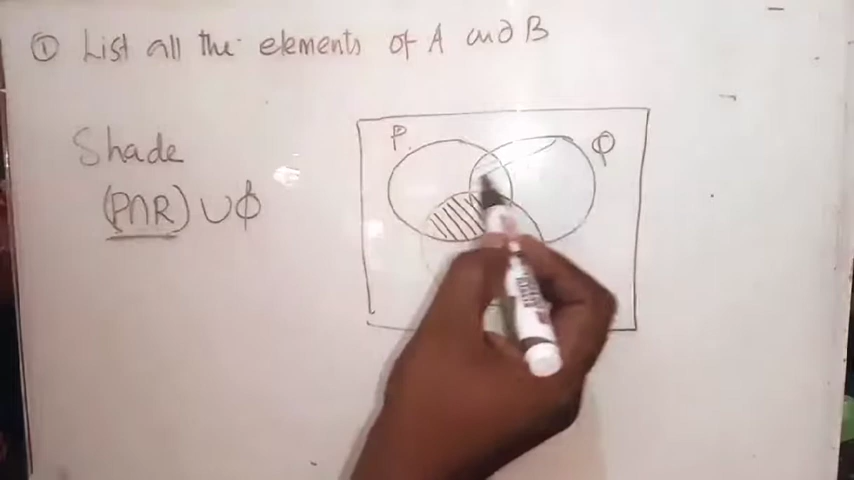 ① List all the elements of A and B
Shade
(P∩R) ∪ Q
P
Q